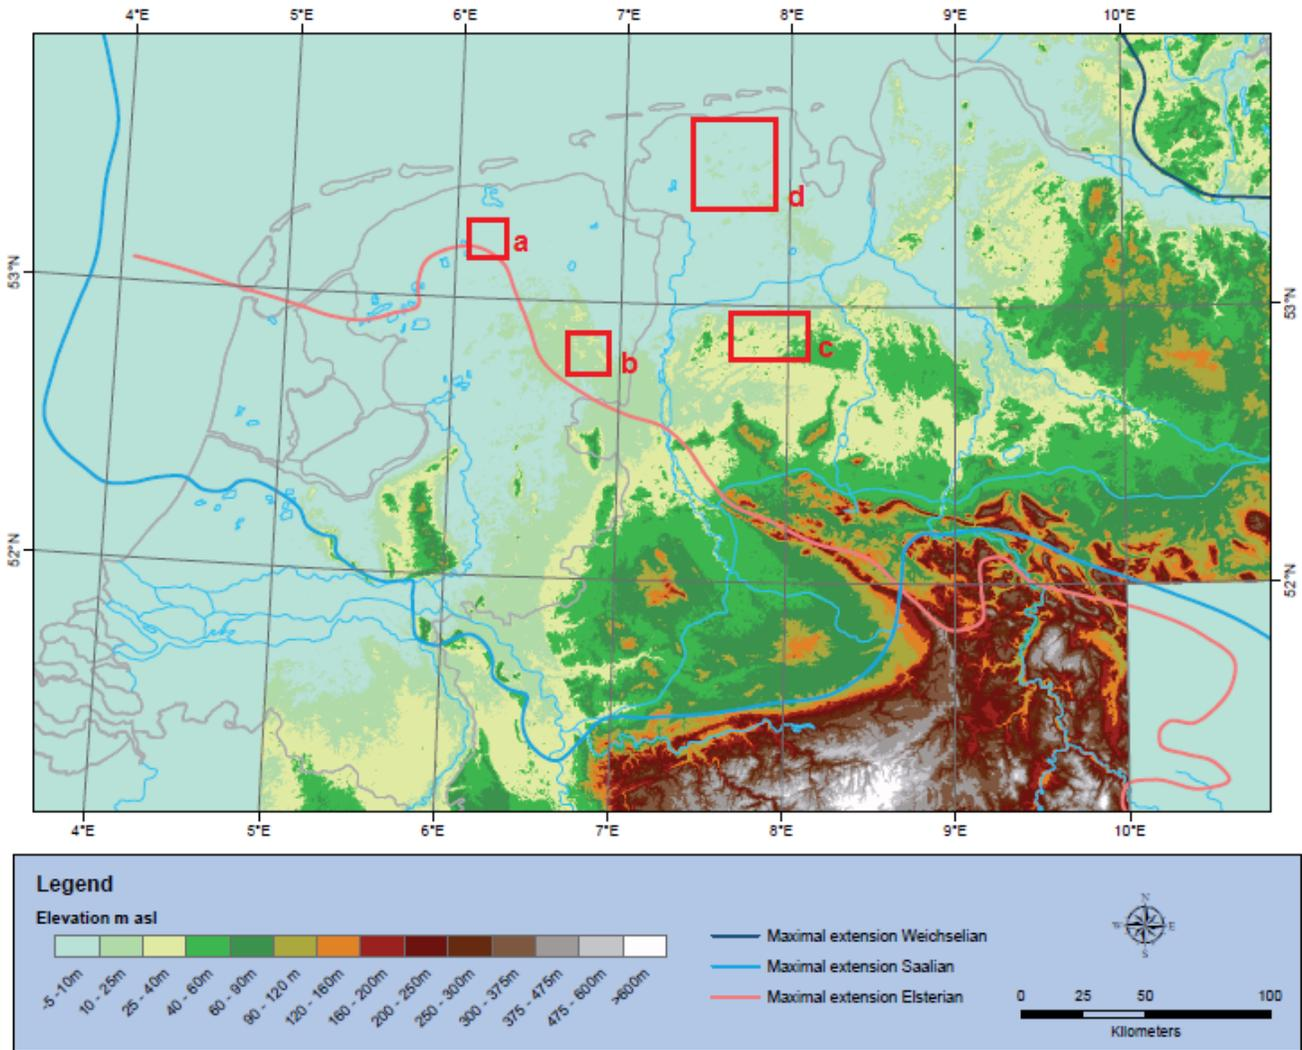 4°E 5°E 6°E 7°E 8°E 9°E 10°E
d
a
53°N 53°N
b c
52°N 52°N
4°E 5°E 6°E 7°E 8°E 9°E 10°E
Legend
Elevation m asl
-5 -10m 10 - 25m 25 - 40m 40 - 60m 60 - 90m 90 - 120 m 120 - 160m 160 - 200m 200 - 250m 250 - 300m 300 - 375m 375 - 475m 475 - 600m >600m
Maximal extension Weichselian
Maximal extension Saalian
Maximal extension Elsterian
N
W E
S
0 25 50 100
Kilometers